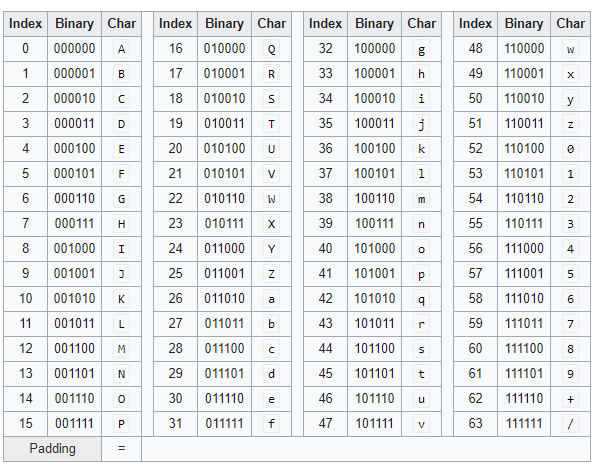 Index Binary Char Index Binary Char Index Binary Char Index Binary Char
0 000000 A 16 010000 Q 32 100000 g 48 110000 w
1 000001 B 17 010001 R 33 100001 h 49 110001 x
2 000010 C 18 010010 S 34 100010 i 50 110010 y
3 000011 D 19 010011 T 35 100011 j 51 110011 z
4 000100 E 20 010100 U 36 100100 k 52 110100 0
5 000101 F 21 010101 V 37 100101 l 53 110101 1
6 000110 G 22 010110 W 38 100110 m 54 110110 2
7 000111 H 23 010111 X 39 100111 n 55 110111 3
8 001000 I 24 011000 Y 40 101000 o 56 111000 4
9 001001 J 25 011001 Z 41 101001 p 57 111001 5
10 001010 K 26 011010 a 42 101010 q 58 111010 6
11 001011 L 27 011011 b 43 101011 r 59 111011 7
12 001100 M 28 011100 c 44 101100 s 60 111100 8
13 001101 N 29 011101 d 45 101101 t 61 111101 9
14 001110 O 30 011110 e 46 101110 u 62 111110 +
15 001111 P 31 011111 f 47 101111 v 63 111111 /
Padding =